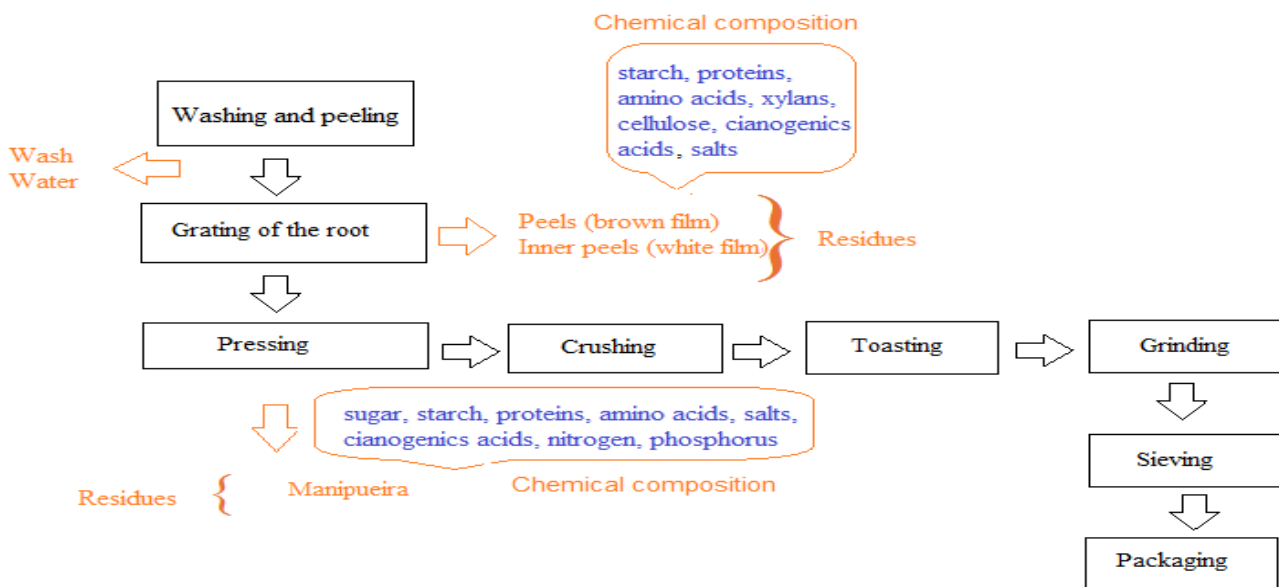 Chemical composition
starch, proteins,
amino acids, xylans,
cellulose, cianogenics
acids, salts
Washing and peeling
Wash
Water
Grating of the root
Peels (brown film)
Inner peels (white film)
Residues
Pressing
Crushing
Toasting
Grinding
sugar, starch, proteins, amino acids, salts,
cianogenics acids, nitrogen, phosphorus
Sieving
Residues
Manipueira
Chemical composition
Packaging